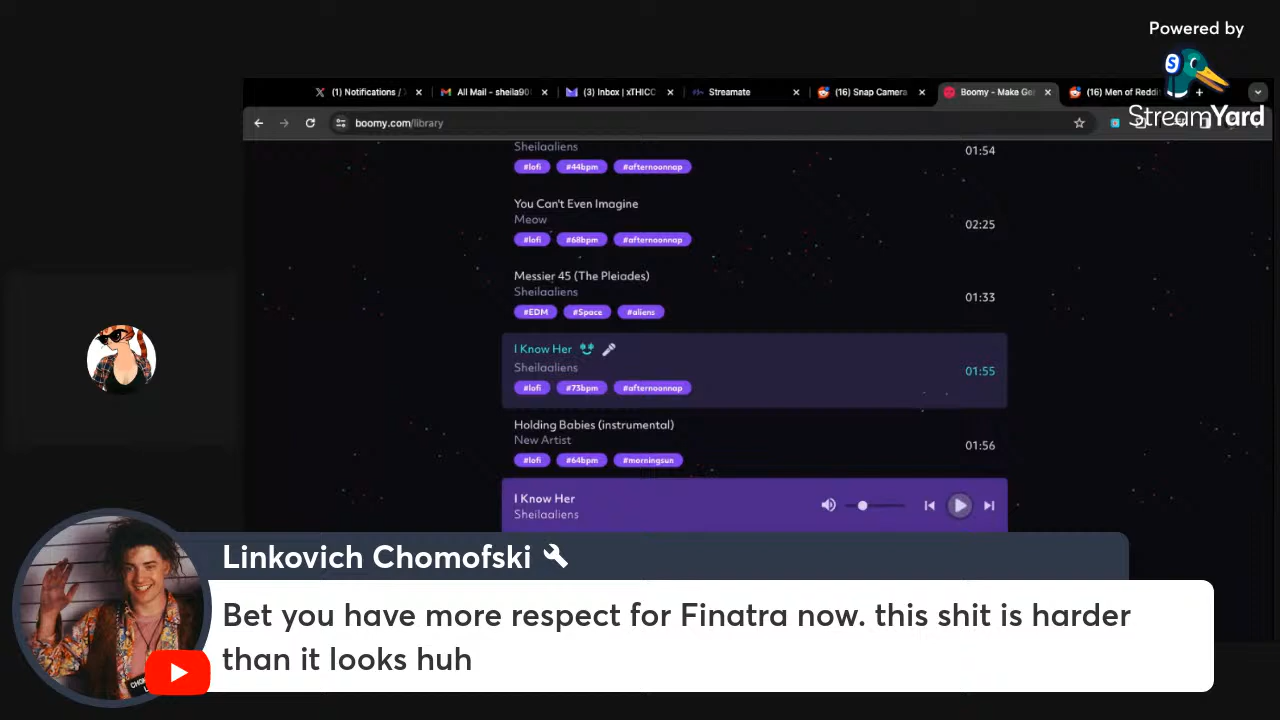 Powered by
StreamYard
(1) Notifications / 
All Mail - sheila90
(3) Inbox | xTHICC
Streamate
(16) Snap Camera
Boomy - Make Ge
(16) Men of Reddi
boomy.com/library
Sheilaaliens
01:54
#lofi #44bpm #afternoonnap
You Can't Even Imagine
Meow
02:25
#lofi #68bpm #afternoonnap
Messier 45 (The Pleiades)
Sheilaaliens
01:33
#EDM #Space #aliens
I Know Her
Sheilaaliens
01:55
#lofi #73bpm #afternoonnap
Holding Babies (instrumental)
New Artist
01:56
#lofi #64bpm #morningsun
I Know Her
Sheilaaliens
Linkovich Chomofski
Bet you have more respect for Finatra now. this shit is harder
than it looks huh